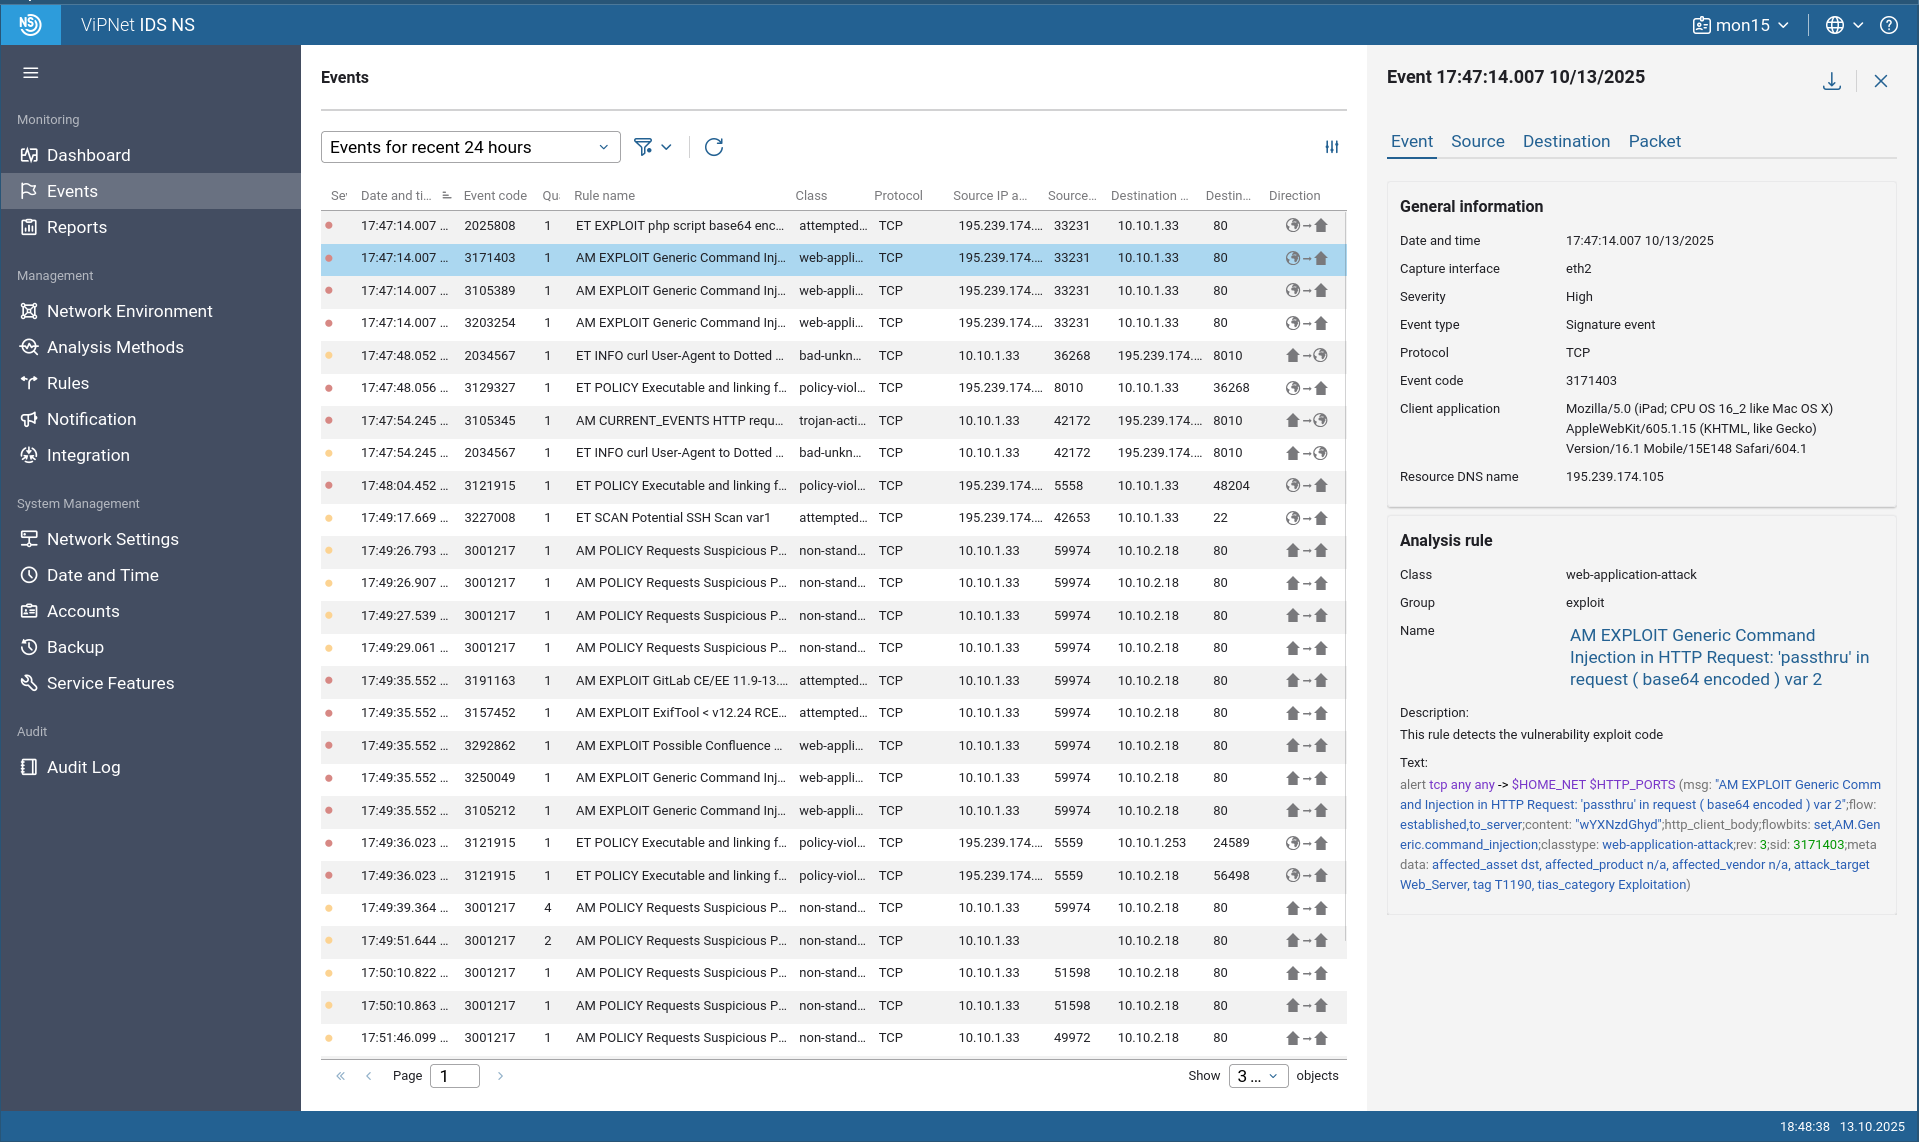 NS
ViPNet IDS NS
mon15
Monitoring
Dashboard
Events
Reports
Management
Network Environment
Analysis Methods
Rules
Notification
Integration
System Management
Network Settings
Date and Time
Accounts
Backup
Service Features
Audit
Audit Log
Events
Events for recent 24 hours
Se Date and ti... Event code Qu Rule name Class Protocol Source IP a... Source... Destination ... Destin... Direction
17:47:14.007 ... 2025808 1 ET EXPLOIT php script base64 enc... attempted... TCP 195.239.174.... 33231 10.10.1.33 80
17:47:14.007 ... 3171403 1 AM EXPLOIT Generic Command Inj... web-appli... TCP 195.239.174.... 33231 10.10.1.33 80
17:47:14.007 ... 3105389 1 AM EXPLOIT Generic Command Inj... web-appli... TCP 195.239.174.... 33231 10.10.1.33 80
17:47:14.007 ... 3203254 1 AM EXPLOIT Generic Command Inj... web-appli... TCP 195.239.174.... 33231 10.10.1.33 80
17:47:48.052 ... 2034567 1 ET INFO curl User-Agent to Dotted ... bad-unkn... TCP 10.10.1.33 36268 195.239.174.... 8010
17:47:48.056 ... 3129327 1 ET POLICY Executable and linking f... policy-viol... TCP 195.239.174.... 8010 10.10.1.33 36268
17:47:54.245 ... 3105345 1 AM CURRENT_EVENTS HTTP requ... trojan-acti... TCP 10.10.1.33 42172 195.239.174.... 8010
17:47:54.245 ... 2034567 1 ET INFO curl User-Agent to Dotted ... bad-unkn... TCP 10.10.1.33 42172 195.239.174.... 8010
17:48:04.452 ... 3121915 1 ET POLICY Executable and linking f... policy-viol... TCP 195.239.174.... 5558 10.10.1.33 48204
17:49:17.669 ... 3227008 1 ET SCAN Potential SSH Scan var1 attempted... TCP 195.239.174.... 42653 10.10.1.33 22
17:49:26.793 ... 3001217 1 AM POLICY Requests Suspicious P... non-stand... TCP 10.10.1.33 59974 10.10.2.18 80
17:49:26.907 ... 3001217 1 AM POLICY Requests Suspicious P... non-stand... TCP 10.10.1.33 59974 10.10.2.18 80
17:49:27.539 ... 3001217 1 AM POLICY Requests Suspicious P... non-stand... TCP 10.10.1.33 59974 10.10.2.18 80
17:49:29.061 ... 3001217 1 AM POLICY Requests Suspicious P... non-stand... TCP 10.10.1.33 59974 10.10.2.18 80
17:49:35.552 ... 3191163 1 AM EXPLOIT GitLab CE/EE 11.9-13.... attempted... TCP 10.10.1.33 59974 10.10.2.18 80
17:49:35.552 ... 3157452 1 AM EXPLOIT ExifTool < v12.24 RCE... attempted... TCP 10.10.1.33 59974 10.10.2.18 80
17:49:35.552 ... 3292862 1 AM EXPLOIT Possible Confluence ... web-appli... TCP 10.10.1.33 59974 10.10.2.18 80
17:49:35.552 ... 3250049 1 AM EXPLOIT Generic Command Inj... web-appli... TCP 10.10.1.33 59974 10.10.2.18 80
17:49:35.552 ... 3105212 1 AM EXPLOIT Generic Command Inj... web-appli... TCP 10.10.1.33 59974 10.10.2.18 80
17:49:36.023 ... 3121915 1 ET POLICY Executable and linking f... policy-viol... TCP 195.239.174.... 5559 10.10.1.253 24589
17:49:36.023 ... 3121915 1 ET POLICY Executable and linking f... policy-viol... TCP 195.239.174.... 5559 10.10.2.18 56498
17:49:39.364 ... 3001217 4 AM POLICY Requests Suspicious P... non-stand... TCP 10.10.1.33 59974 10.10.2.18 80
17:49:51.644 ... 3001217 2 AM POLICY Requests Suspicious P... non-stand... TCP 10.10.1.33 10.10.2.18 80
17:50:10.822 ... 3001217 1 AM POLICY Requests Suspicious P... non-stand... TCP 10.10.1.33 51598 10.10.2.18 80
17:50:10.863 ... 3001217 1 AM POLICY Requests Suspicious P... non-stand... TCP 10.10.1.33 51598 10.10.2.18 80
17:51:46.099 ... 3001217 1 AM POLICY Requests Suspicious P... non-stand... TCP 10.10.1.33 49972 10.10.2.18 80
Page 1
Show 3 ... objects
Event 17:47:14.007 10/13/2025
Event Source Destination Packet
General information
Date and time 17:47:14.007 10/13/2025
Capture interface eth2
Severity High
Event type Signature event
Protocol TCP
Event code 3171403
Client application Mozilla/5.0 (iPad; CPU OS 16_2 like Mac OS X)
AppleWebKit/605.1.15 (KHTML, like Gecko)
Version/16.1 Mobile/15E148 Safari/604.1
Resource DNS name 195.239.174.105
Analysis rule
Class web-application-attack
Group exploit
Name AM EXPLOIT Generic Command
Injection in HTTP Request: 'passthru' in
request ( base64 encoded ) var 2
Description:
This rule detects the vulnerability exploit code
Text:
alert tcp any any -> $HOME_NET $HTTP_PORTS (msg: "AM EXPLOIT Generic Comm
and Injection in HTTP Request: 'passthru' in request ( base64 encoded ) var 2";flow:
established,to_server;content: "wYXNzdGhyd";http_client_body;flowbits: set,AM.Gen
eric.command_injection;classtype: web-application-attack;rev: 3;sid: 3171403;meta
data: affected_asset dst, affected_product n/a, affected_vendor n/a, attack_target
Web_Server, tag T1190, tias_category Exploitation)
18:48:38 13.10.2025